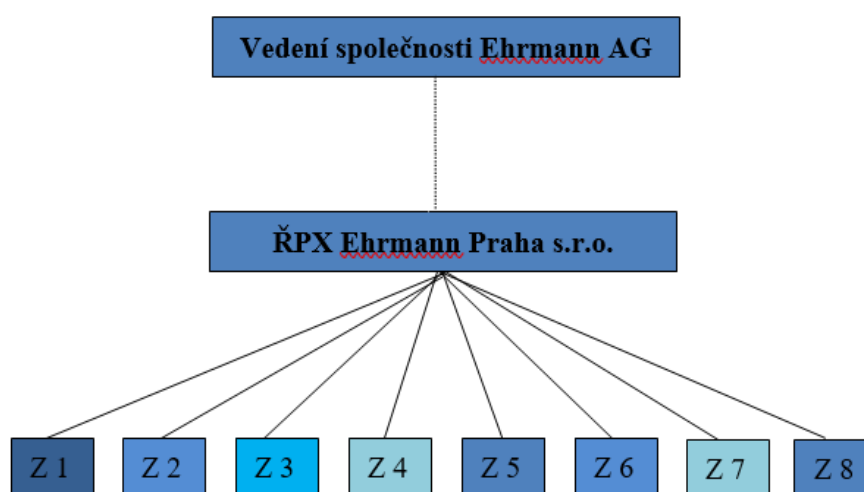 Vedení společnosti Ehrmann AG
ŘPX Ehrmann Praha s.r.o.
Z 1 Z 2 Z 3 Z 4 Z 5 Z 6 Z 7 Z 8